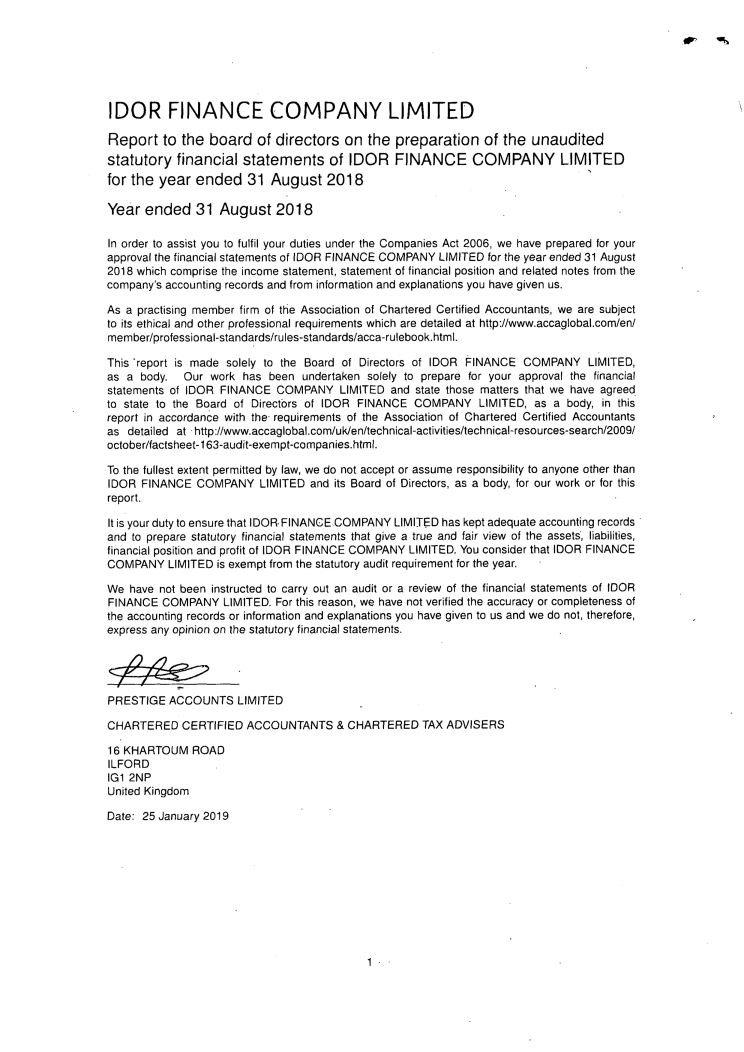 IDOR FINANCE COMPANY LIMITED
Report to the board of directors on the preparation of the unaudited
statutory financial statements of IDOR FINANCE COMPANY LIMITED
for the year ended 31 August 2018
Year ended 31 August 2018
In order to assist you to fulfil your duties under the Companies Act 2006, we have prepared for your
approval the financial statements of IDOR FINANCE COMPANY LIMITED for the year ended 31 August
2018 which comprise the income statement, statement of financial position and related notes from the
company's accounting records and from information and explanations you have given us.
As a practising member firm of the Association of Chartered Certified Accountants, we are subject
to its ethical and other professional requirements which are detailed at http://www.accaglobal.com/en/
member/professional-standards/rules-standards/acca-rulebook.html.
This report is made solely to the Board of Directors of IDOR FINANCE COMPANY LIMITED,
as a body. Our work has been undertaken solely to prepare for your approval the financial
statements of IDOR FINANCE COMPANY LIMITED and state those matters that we have agreed
to state to the Board of Directors of IDOR FINANCE COMPANY LIMITED, as a body, in this
report in accordance with the requirements of the Association of Chartered Certified Accountants
as detailed at http://www.accaglobal.com/uk/en/technical-activities/technical-resources-search/2009/
october/factsheet-163-audit-exempt-companies.html.
To the fullest extent permitted by law, we do not accept or assume responsibility to anyone other than
IDOR FINANCE COMPANY LIMITED and its Board of Directors, as a body, for our work or for this
report.
It is your duty to ensure that IDOR FINANCE COMPANY LIMITED has kept adequate accounting records
and to prepare statutory financial statements that give a true and fair view of the assets, liabilities,
financial position and profit of IDOR FINANCE COMPANY LIMITED. You consider that IDOR FINANCE
COMPANY LIMITED is exempt from the statutory audit requirement for the year.
We have not been instructed to carry out an audit or a review of the financial statements of IDOR
FINANCE COMPANY LIMITED. For this reason, we have not verified the accuracy or completeness of
the accounting records or information and explanations you have given to us and we do not, therefore,
express any opinion on the statutory financial statements.
PRESTIGE ACCOUNTS LIMITED
CHARTERED CERTIFIED ACCOUNTANTS & CHARTERED TAX ADVISERS
16 KHARTOUM ROAD
ILFORD
IG1 2NP
United Kingdom
Date: 25 January 2019
1